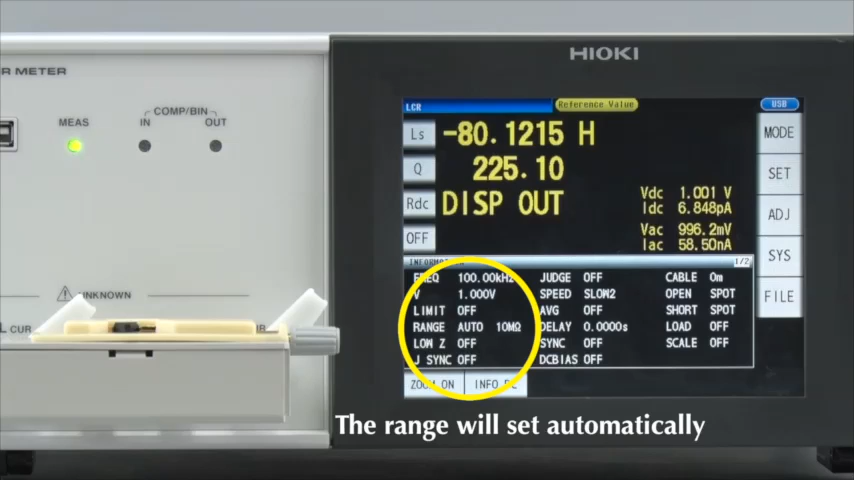 HIOKI
R METER
LCR
Reference Value
USB
COMP/BIN
MEAS
IN
OUT
Ls
-80.1215 H
MODE
Q
225.10
SET
Rdc
DISP OUT
Vdc 1.001 V
Idc 6.848pA
ADJ
OFF
Vac 996.2mV
Iac 58.50nA
SYS
1/2
FREQ 100.00kHz JUDGE OFF CABLE 0m
V 1.000V SPEED SLOW2 OPEN SPOT
FILE
LIMIT OFF AVG OFF SHORT SPOT
RANGE AUTO 10MΩ DELAY 0.0000s LOAD OFF
LOW Z OFF SYNC OFF SCALE OFF
J SYNC OFF DCBIAS OFF
ZOOM ON
UNKNOWN
L CUR
The range will set automatically